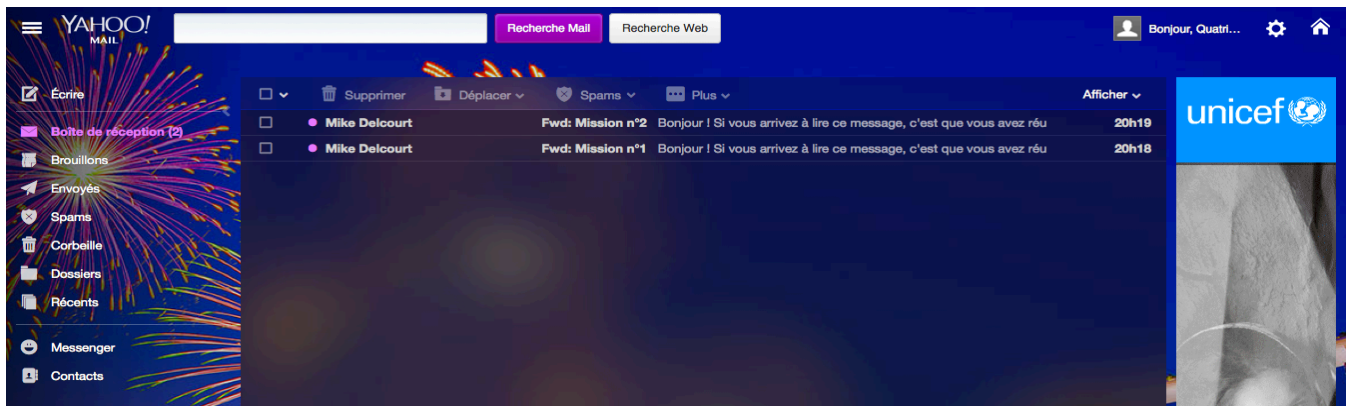 YAHOO!
MAIL
Recherche Mail
Recherche Web
Bonjour, Quatri...
Écrire
Supprimer
Déplacer
Spams
Plus
Afficher
Boîte de réception (2)
Mike Delcourt Fwd: Mission n°2 Bonjour ! Si vous arrivez à lire ce message, c'est que vous avez réu 20h19
Mike Delcourt Fwd: Mission n°1 Bonjour ! Si vous arrivez à lire ce message, c'est que vous avez réu 20h18
Brouillons
Envoyés
Spams
Corbeille
Dossiers
Récents
Messenger
Contacts
unicef